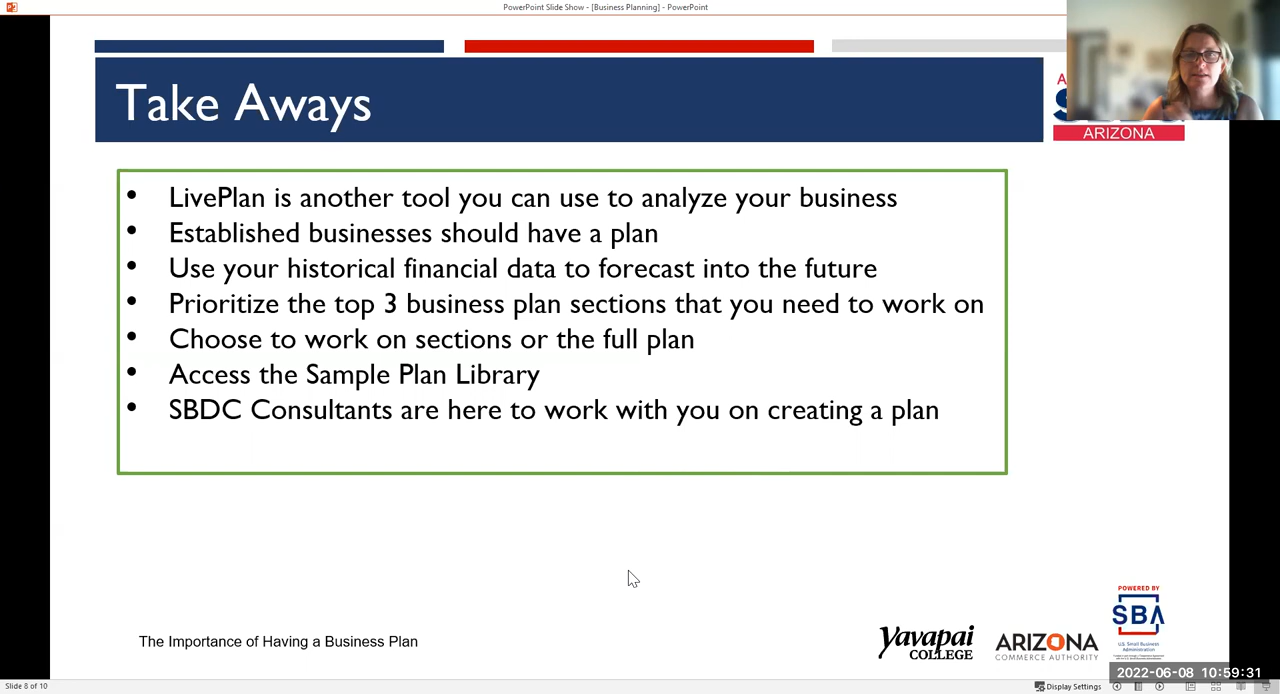 PowerPoint Slide Show - [Business Planning] - PowerPoint
Take Aways
ARIZONA
• LivePlan is another tool you can use to analyze your business
• Established businesses should have a plan
• Use your historical financial data to forecast into the future
• Prioritize the top 3 business plan sections that you need to work on
• Choose to work on sections or the full plan
• Access the Sample Plan Library
• SBDC Consultants are here to work with you on creating a plan
The Importance of Having a Business Plan
Yavapai
COLLEGE
ARIZONA
COMMERCE AUTHORITY
POWERED BY
SBA
U.S. Small Business
Administration
2022-06-08 10:59:31
Slide 8 of 10
Display Settings